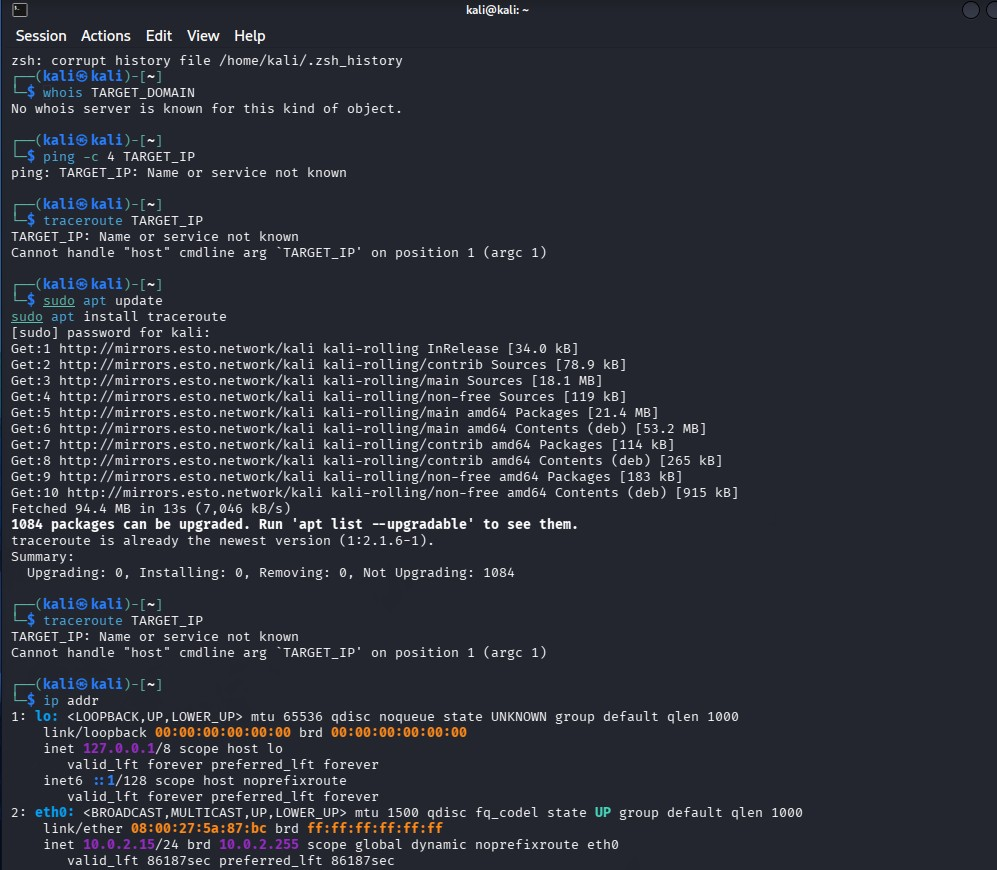 kali@kali: ~
Session Actions Edit View Help
zsh: corrupt history file /home/kali/.zsh_history
┌──(kali㉿kali)-[~]
└─$ whois TARGET_DOMAIN
No whois server is known for this kind of object.
┌──(kali㉿kali)-[~]
└─$ ping -c 4 TARGET_IP
ping: TARGET_IP: Name or service not known
┌──(kali㉿kali)-[~]
└─$ traceroute TARGET_IP
TARGET_IP: Name or service not known
Cannot handle "host" cmdline arg `TARGET_IP' on position 1 (argc 1)
┌──(kali㉿kali)-[~]
└─$ sudo apt update
sudo apt install traceroute
[sudo] password for kali:
Get:1 http://mirrors.esto.network/kali kali-rolling InRelease [34.0 kB]
Get:2 http://mirrors.esto.network/kali kali-rolling/contrib Sources [78.9 kB]
Get:3 http://mirrors.esto.network/kali kali-rolling/main Sources [18.1 MB]
Get:4 http://mirrors.esto.network/kali kali-rolling/non-free Sources [119 kB]
Get:5 http://mirrors.esto.network/kali kali-rolling/main amd64 Packages [21.4 MB]
Get:6 http://mirrors.esto.network/kali kali-rolling/main amd64 Contents (deb) [53.2 MB]
Get:7 http://mirrors.esto.network/kali kali-rolling/contrib amd64 Packages [114 kB]
Get:8 http://mirrors.esto.network/kali kali-rolling/contrib amd64 Contents (deb) [265 kB]
Get:9 http://mirrors.esto.network/kali kali-rolling/non-free amd64 Packages [183 kB]
Get:10 http://mirrors.esto.network/kali kali-rolling/non-free amd64 Contents (deb) [915 kB]
Fetched 94.4 MB in 13s (7,046 kB/s)
1084 packages can be upgraded. Run 'apt list --upgradable' to see them.
traceroute is already the newest version (1:2.1.6-1).
Summary:
  Upgrading: 0, Installing: 0, Removing: 0, Not Upgrading: 1084
┌──(kali㉿kali)-[~]
└─$ traceroute TARGET_IP
TARGET_IP: Name or service not known
Cannot handle "host" cmdline arg `TARGET_IP' on position 1 (argc 1)
┌──(kali㉿kali)-[~]
└─$ ip addr
1: lo: <LOOPBACK,UP,LOWER_UP> mtu 65536 qdisc noqueue state UNKNOWN group default qlen 1000
    link/loopback 00:00:00:00:00:00 brd 00:00:00:00:00:00
    inet 127.0.0.1/8 scope host lo
       valid_lft forever preferred_lft forever
    inet6 ::1/128 scope host noprefixroute
       valid_lft forever preferred_lft forever
2: eth0: <BROADCAST,MULTICAST,UP,LOWER_UP> mtu 1500 qdisc fq_codel state UP group default qlen 1000
    link/ether 08:00:27:5a:87:bc brd ff:ff:ff:ff:ff:ff
    inet 10.0.2.15/24 brd 10.0.2.255 scope global dynamic noprefixroute eth0
       valid_lft 86187sec preferred_lft 86187sec